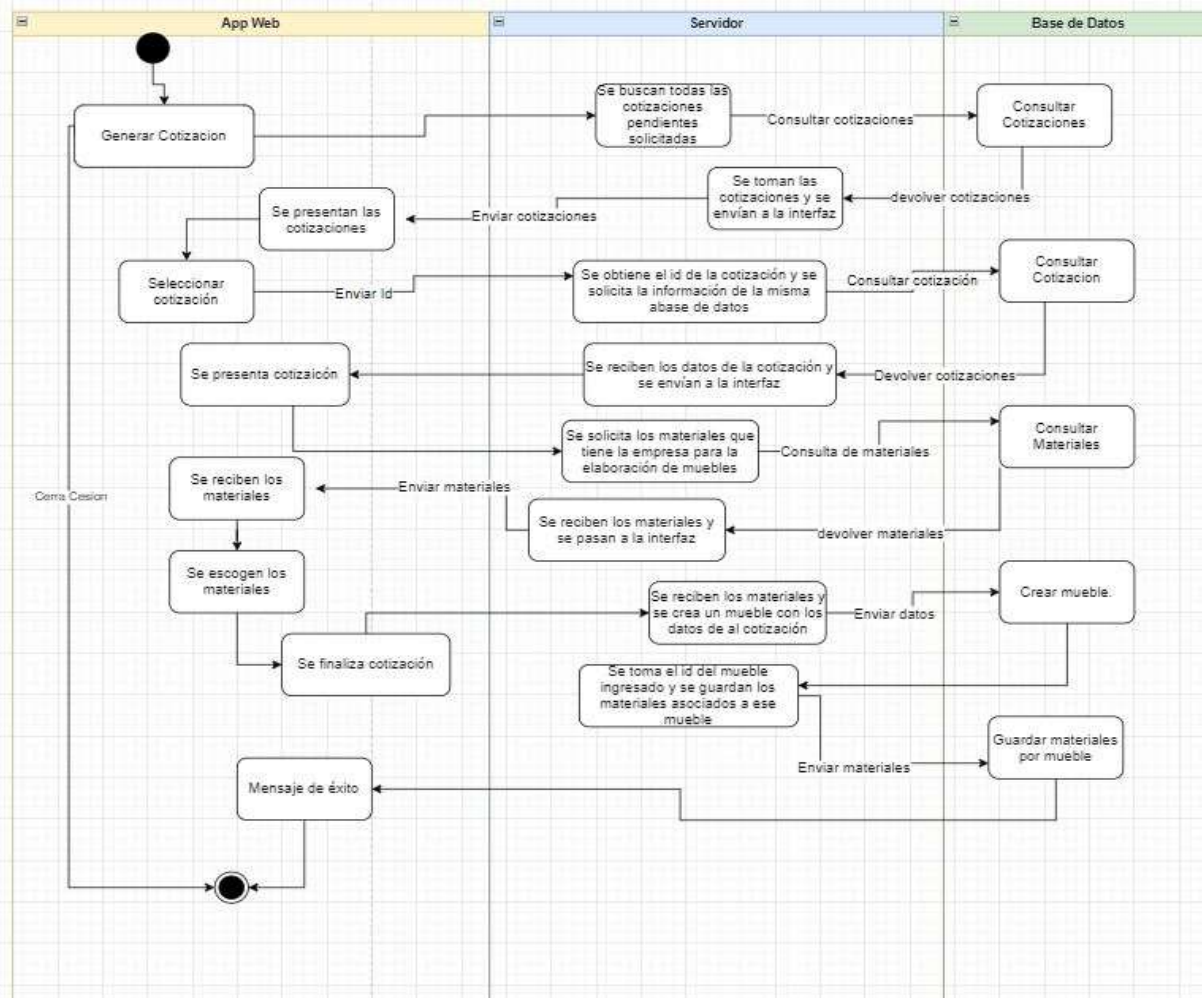 App Web
Servidor
Base de Datos
Generar Cotizacion
Se buscan todas las
cotizaciones
pendientes
solicitadas
Consultar cotizaciones
Consultar
Cotizaciones
Se presentan las
cotizaciones
Enviar cotizaciones
Se toman las
cotizaciones y se
envían a la interfaz
devolver cotizaciones
Seleccionar
cotización
Enviar Id
Se obtiene el id de la cotización y se
solicita la información de la misma
abase de datos
Consultar cotización
Consultar
Cotizacion
Se presenta cotizaicón
Se reciben los datos de la cotización y
se envían a la interfaz
Devolver cotizaciones
Se solicita los materiales que
tiene la empresa para la
elaboración de muebles
Consulta de materiales
Consultar
Materiales
Cerra Cesion
Se reciben los
materiales
Enviar materiales
Se reciben los materiales y
se pasan a la interfaz
devolver materiales
Se escogen los
materiales
Se reciben los materiales y
se crea un mueble con los
datos de al cotización
Enviar datos
Crear mueble.
Se finaliza cotización
Se toma el id del mueble
ingresado y se guardan los
materiales asociados a ese
mueble
Enviar materiales
Guardar materiales
por mueble
Mensaje de éxito